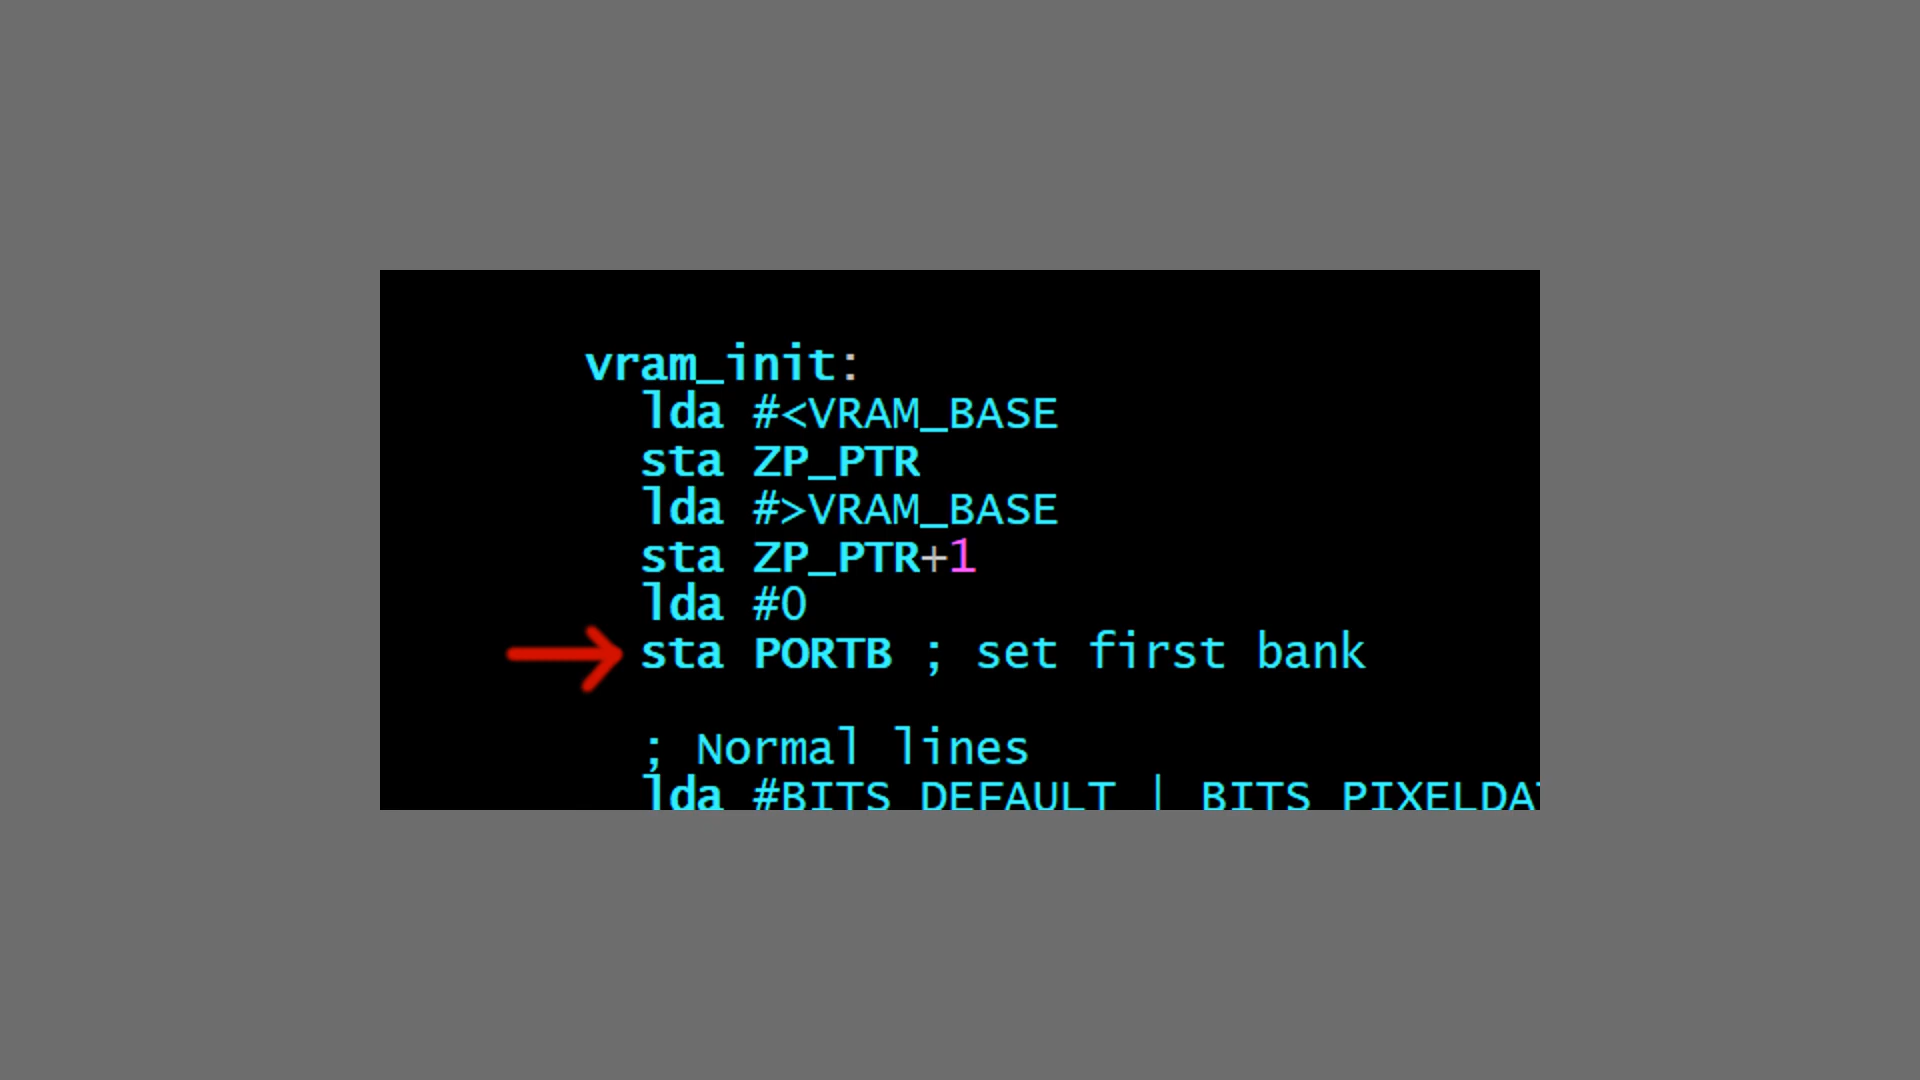 vram_init:
lda #<VRAM_BASE
sta ZP_PTR
lda #>VRAM_BASE
sta ZP_PTR+1
lda #0
sta PORTB ; set first bank
; Normal lines
lda #BITS_DEFAULT | BITS_PIXELDA